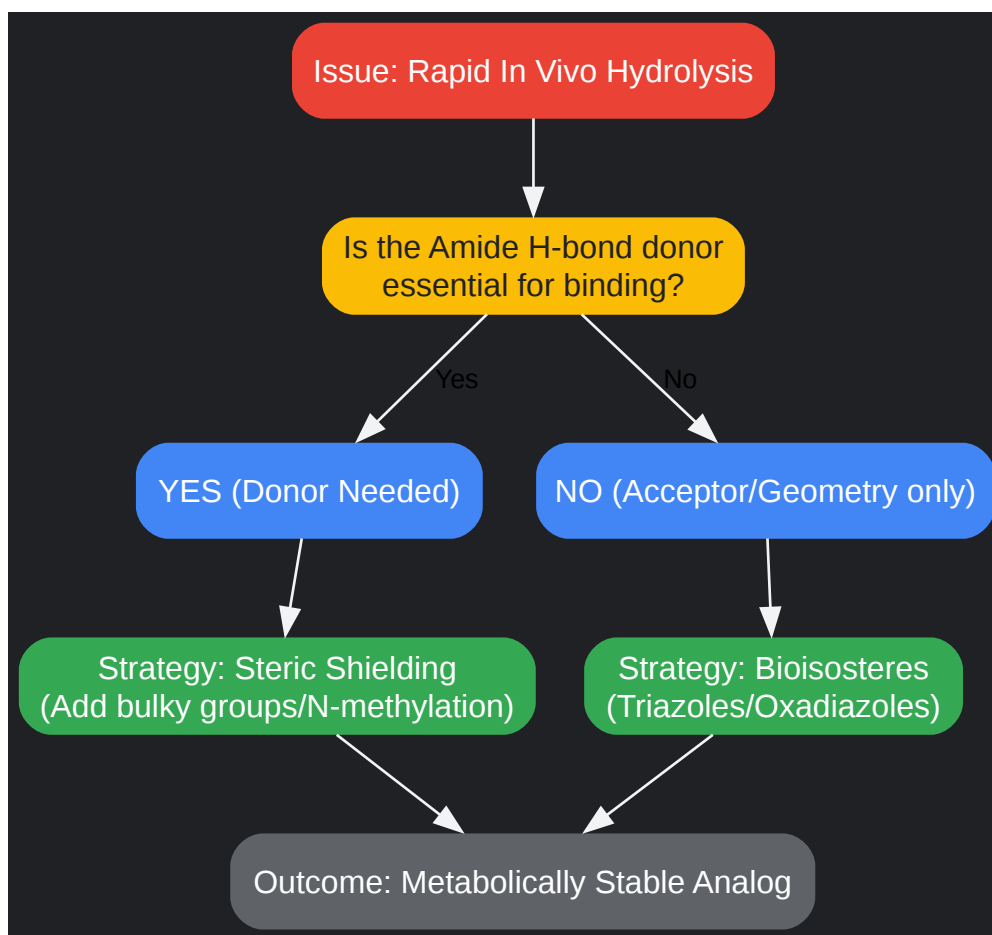 Issue: Rapid In Vivo Hydrolysis
Is the Amide H-bond donor
essential for binding?
Yes
No
YES (Donor Needed)
NO (Acceptor/Geometry only)
Strategy: Steric Shielding
(Add bulky groups/N-methylation)
Strategy: Bioisosteres
(Triazoles/Oxadiazoles)
Outcome: Metabolically Stable Analog